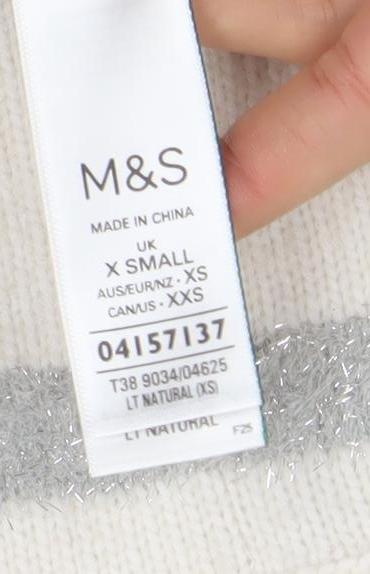 M&S
MADE IN CHINA
UK
X SMALL
AUS/EUR/NZ · XS
CAN/US · XXS
04157137
T38 9034/04625
LT NATURAL (XS)
LT NATURAL
F25